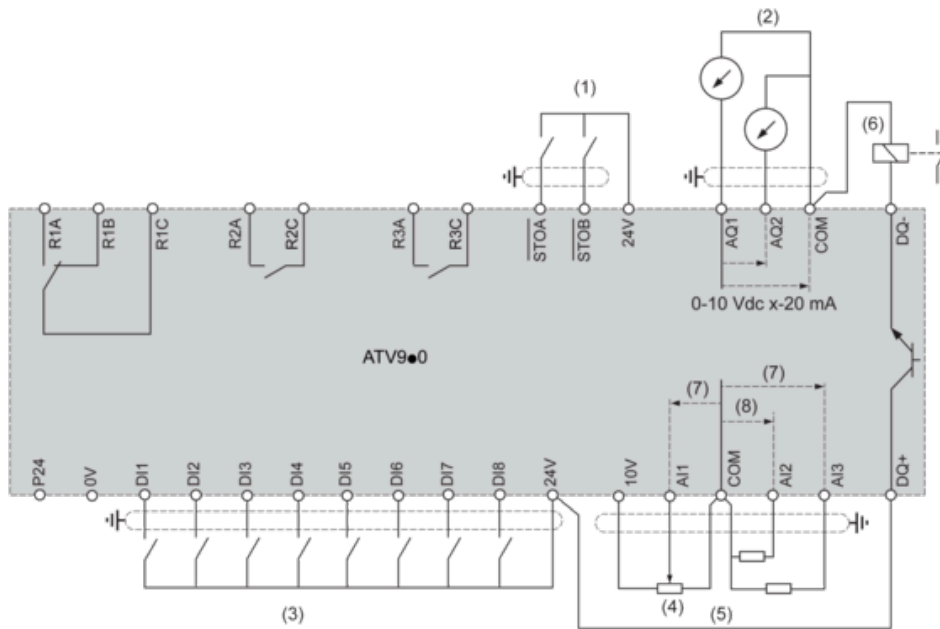 (1)
(2)
(6)
R1A
R1B
R1C
R2A
R2C
R3A
R3C
STOA
STOB
24V
AQ1
AQ2
COM
DQ-
0-10 Vdc x-20 mA
ATV9●0
(7)
(7)
(8)
P24
0V
DI1
DI2
DI3
DI4
DI5
DI6
DI7
DI8
24V
10V
AI1
COM
AI2
AI3
DQ+
(3)
(4)
(5)